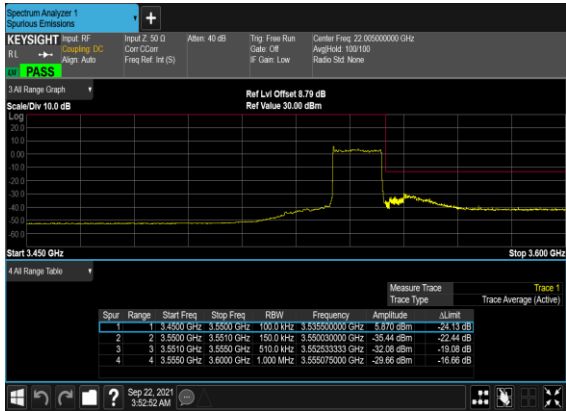 Spectrum Analyzer 1
Spurious Emissions
KEYSIGHT Input: RF Input Z: 50 Ω Atten: 40 dB Trig: Free Run Center Freq: 22.005000000 GHz
RL Coupling: DC Corr CCorr Gate: Off Avg|Hold: 100/100
Align: Auto Freq Ref: Int (S) IF Gain: Low Radio Std: None
LXI PASS
3 All Range Graph
Ref Lvl Offset 8.79 dB
Scale/Div 10.0 dB Ref Value 30.00 dBm
Log
20.0
10.0
0.00
-10.0
-20.0
-30.0
-40.0
-50.0
-60.0
Start 3.450 GHz Stop 3.600 GHz
4 All Range Table
Measure Trace Trace 1
Trace Type Trace Average (Active)
Spur Range Start Freq Stop Freq RBW Frequency Amplitude ΔLimit
1 1 3.4500 GHz 3.5500 GHz 100.0 kHz 3.535500000 GHz 5.870 dBm -24.13 dB
2 2 3.5500 GHz 3.5510 GHz 150.0 kHz 3.550030000 GHz -35.44 dBm -22.44 dB
3 3 3.5510 GHz 3.5550 GHz 510.0 kHz 3.552533333 GHz -32.08 dBm -19.08 dB
4 4 3.5550 GHz 3.6000 GHz 1.000 MHz 3.555075000 GHz -29.66 dBm -16.66 dB
Sep 22, 2021
3:52:52 AM